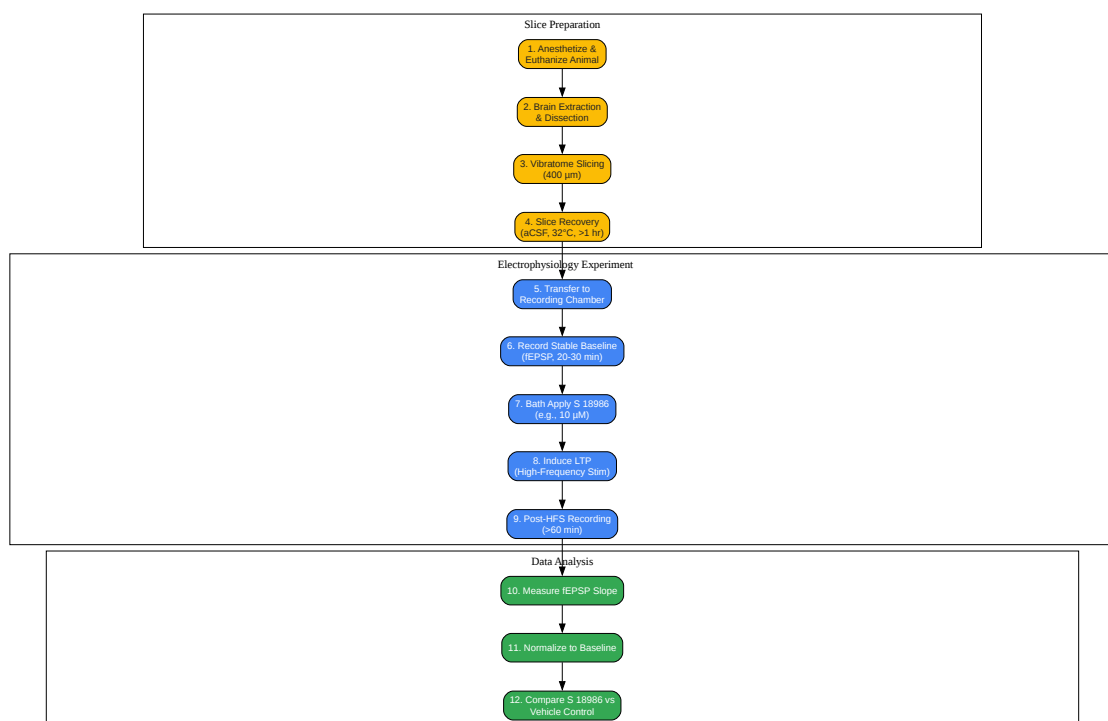 Slice Preparation
1. Anesthetize &
Euthanize Animal
2. Brain Extraction
& Dissection
3. Vibratome Slicing
(400 µm)
4. Slice Recovery
(aCSF, 32°C, >1 hr)
Electrophysiology Experiment
5. Transfer to
Recording Chamber
6. Record Stable Baseline
(fEPSP, 20-30 min)
7. Bath Apply S 18986
(e.g., 10 µM)
8. Induce LTP
(High-Frequency Stim)
9. Post-HFS Recording
(>60 min)
Data Analysis
10. Measure fEPSP Slope
11. Normalize to Baseline
12. Compare S 18986 vs
Vehicle Control